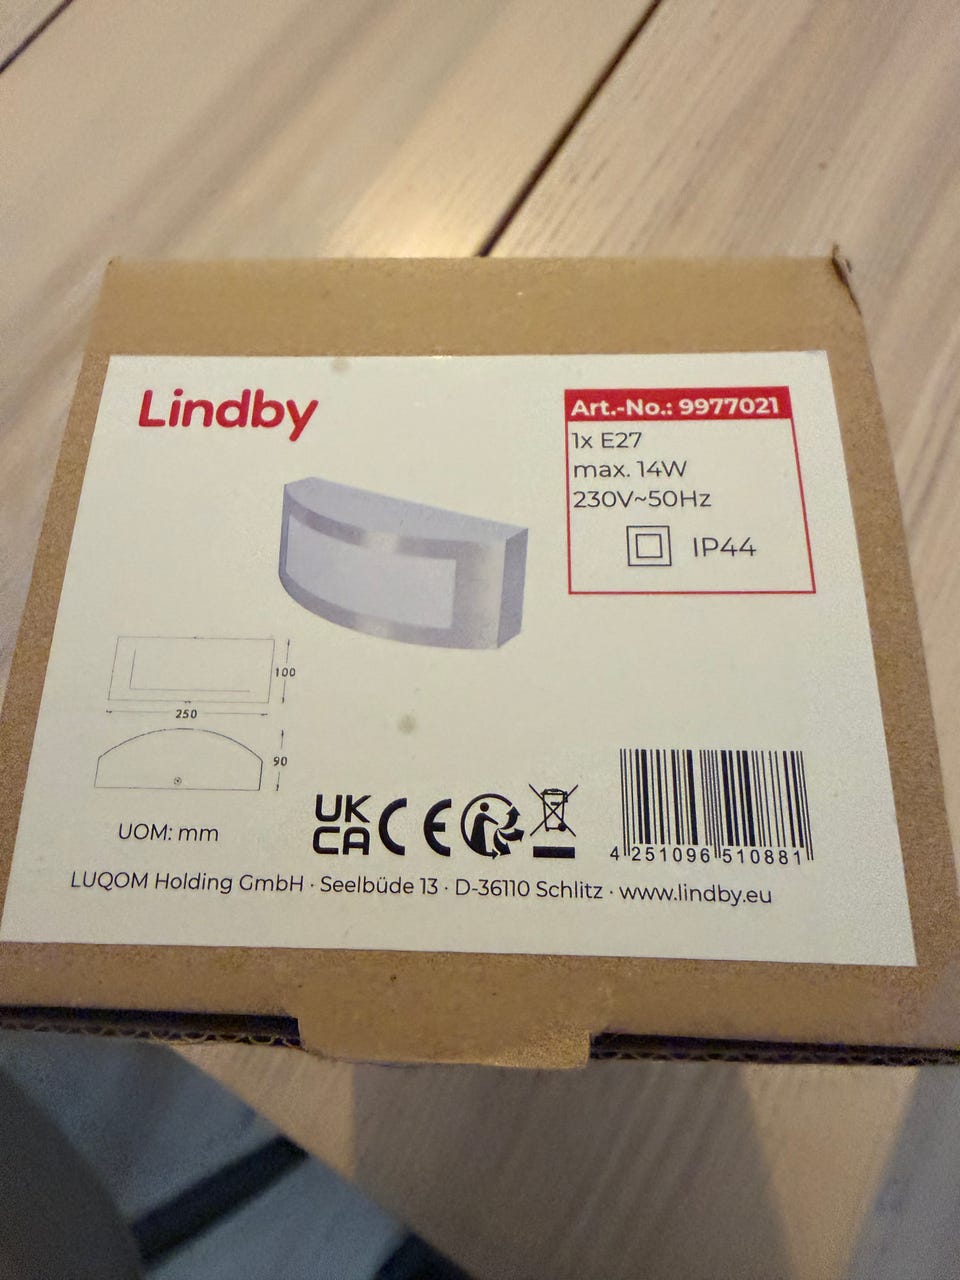 Lindby
Art.-No.: 9977021
1x E27
max. 14W
230V~50Hz
IP44
100
250
90
UOM: mm
UK
CA
CE
4 251096 510881
LUQOM Holding GmbH · Seelbüde 13 · D-36110 Schlitz · www.lindby.eu